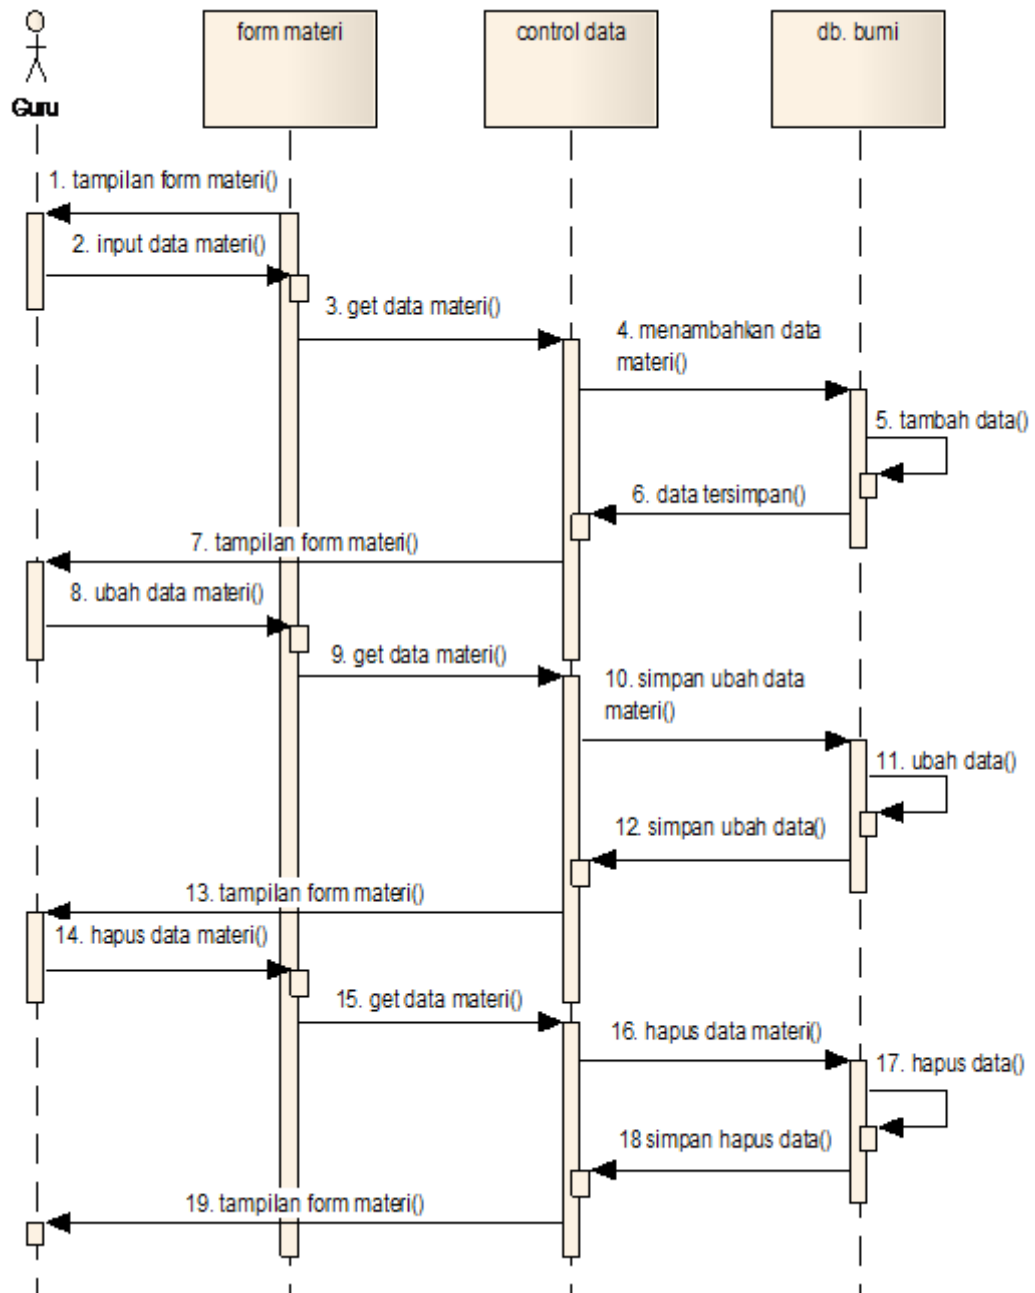 form materi
control data
db. bumi
Guru
1. tampilan form materi()
2. input data materi()
3. get data materi()
4. menambahkan data
materi()
5. tambah data()
6. data tersimpan()
7. tampilan form materi()
8. ubah data materi()
9. get data materi()
10. simpan ubah data
materi()
11. ubah data()
12. simpan ubah data()
13. tampilan form materi()
14. hapus data materi()
15. get data materi()
16. hapus data materi()
17. hapus data()
18 simpan hapus data()
19. tampilan form materi()